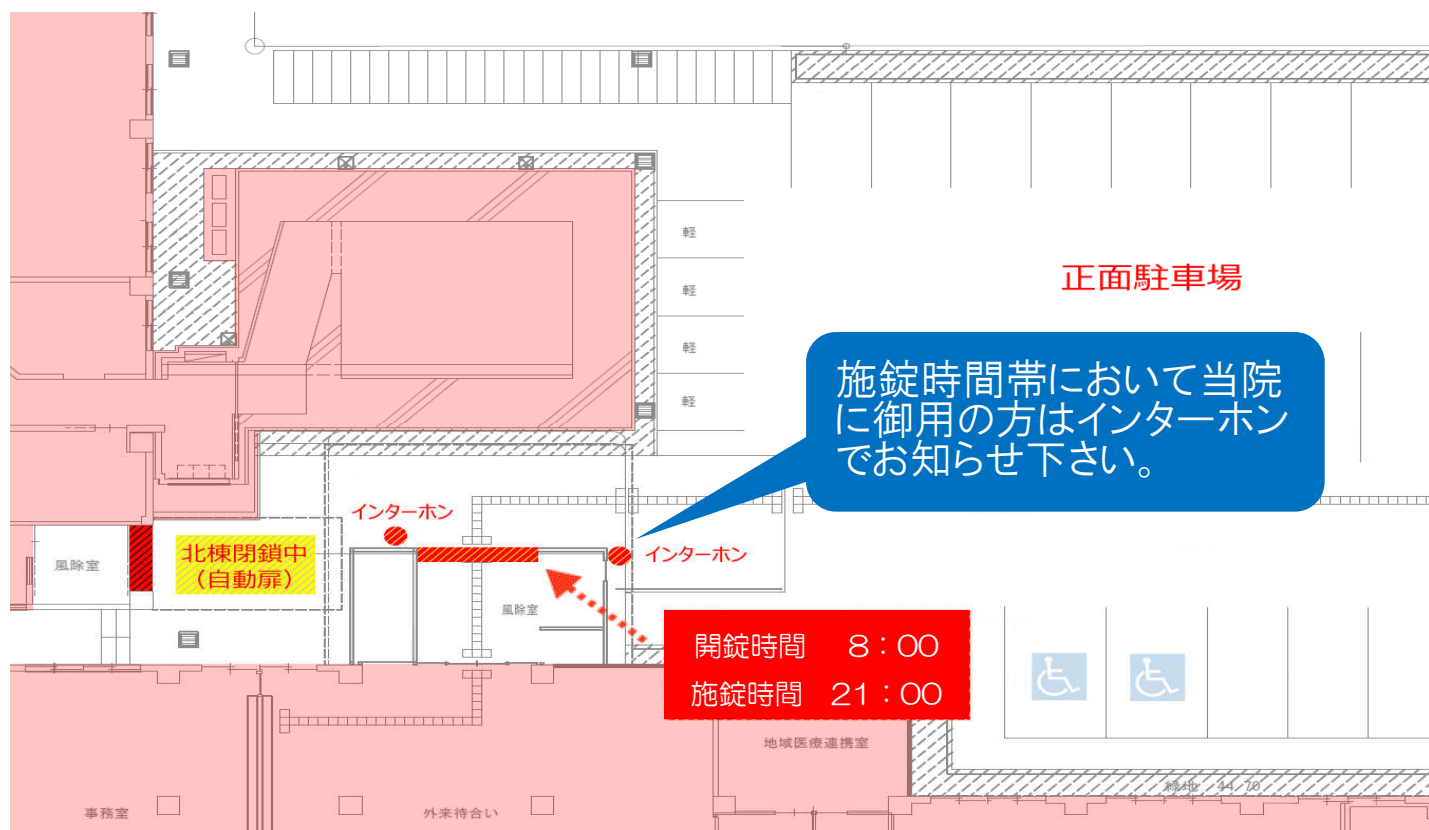 軽
軽
正面駐車場
軽
軽
施錠時間帯において当院
に御用の方はインターホン
でお知らせ下さい。
インターホン
インターホン
北棟閉鎖中
（自動扉）
風除室
風除室
開錠時間　8：00
施錠時間　21：00
地域医療連携室
緑地 44.70
事務室
外来待合い